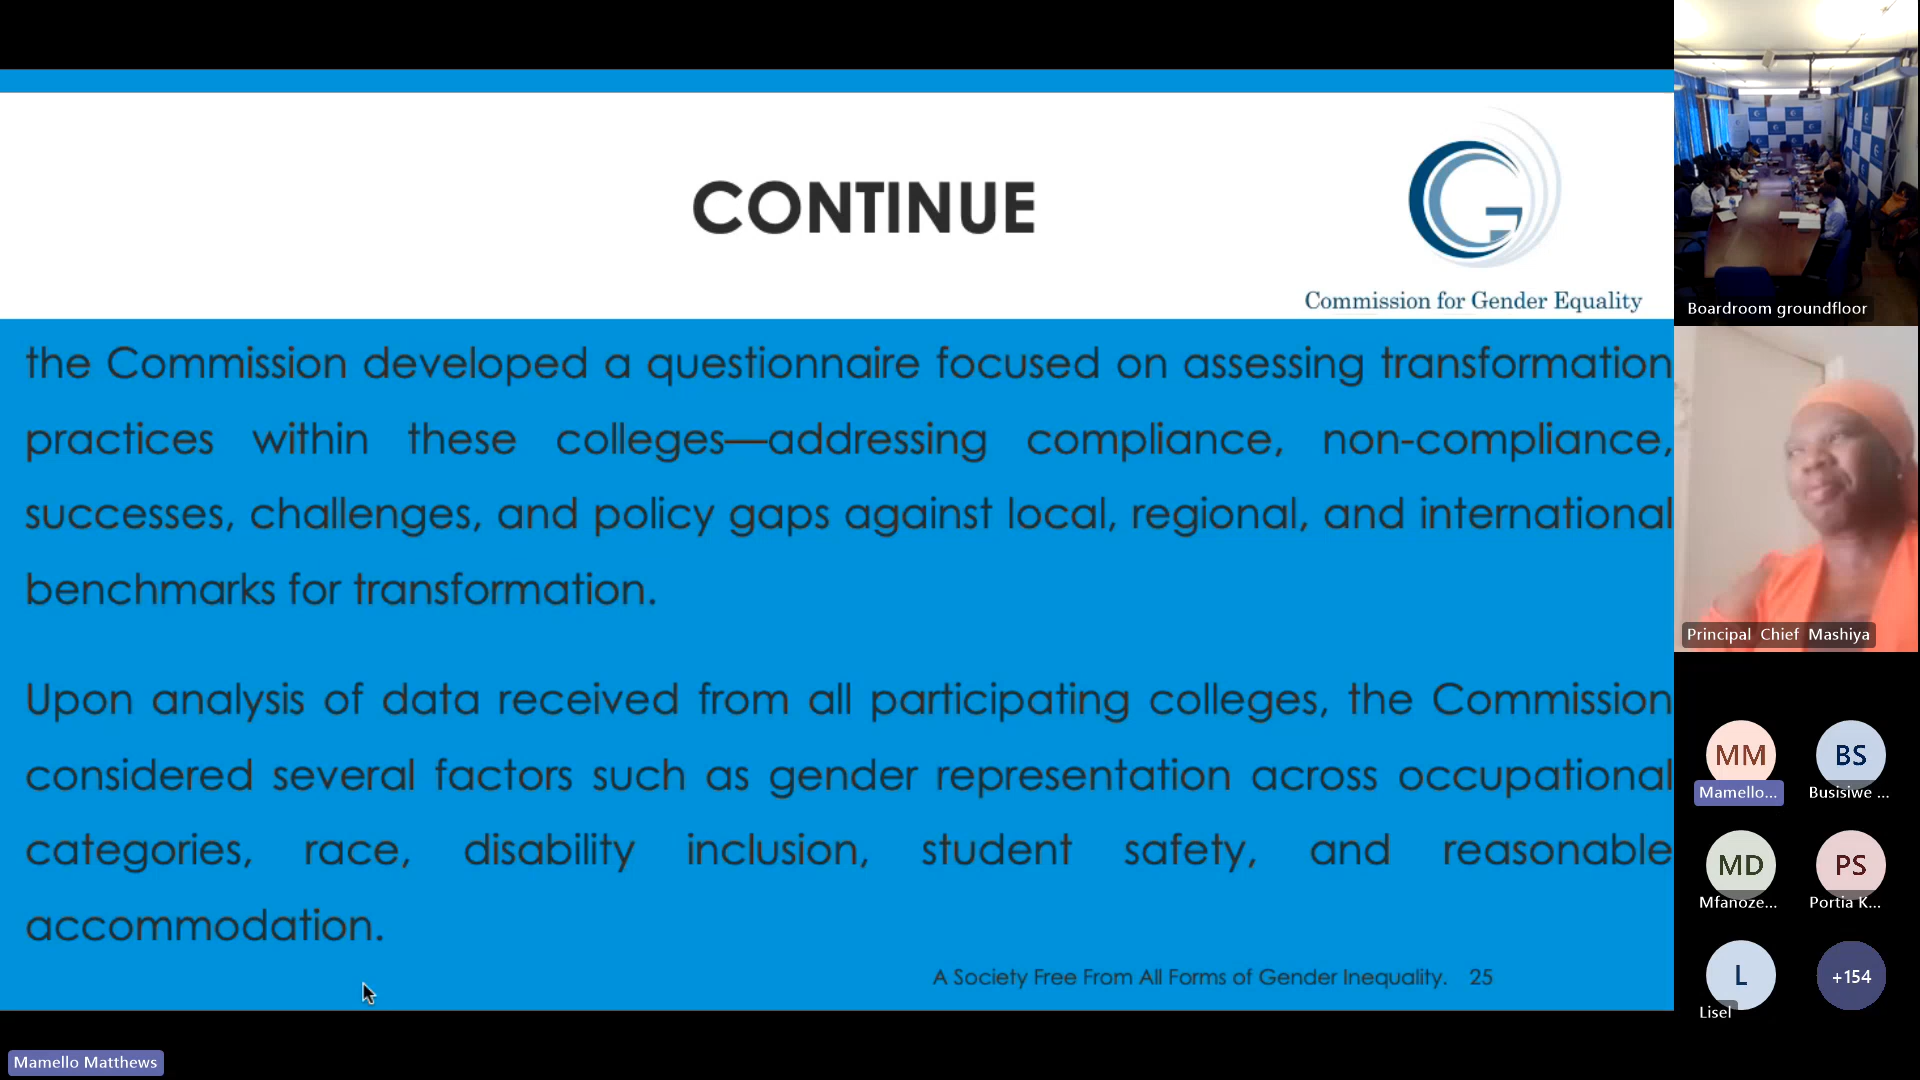 CONTINUE
Commission for Gender Equality
the Commission developed a questionnaire focused on assessing transformation
practices within these colleges—addressing compliance, non-compliance,
successes, challenges, and policy gaps against local, regional, and international
benchmarks for transformation.
Upon analysis of data received from all participating colleges, the Commission
considered several factors such as gender representation across occupational
categories, race, disability inclusion, student safety, and reasonable
accommodation.
A Society Free From All Forms of Gender Inequality. 25
Mamello Matthews
Boardroom groundfloor
Principal Chief Mashiya
MM
Mamello...
BS
Busisiwe ...
MD
Mfanoze...
PS
Portia K...
L
Lisel
+154